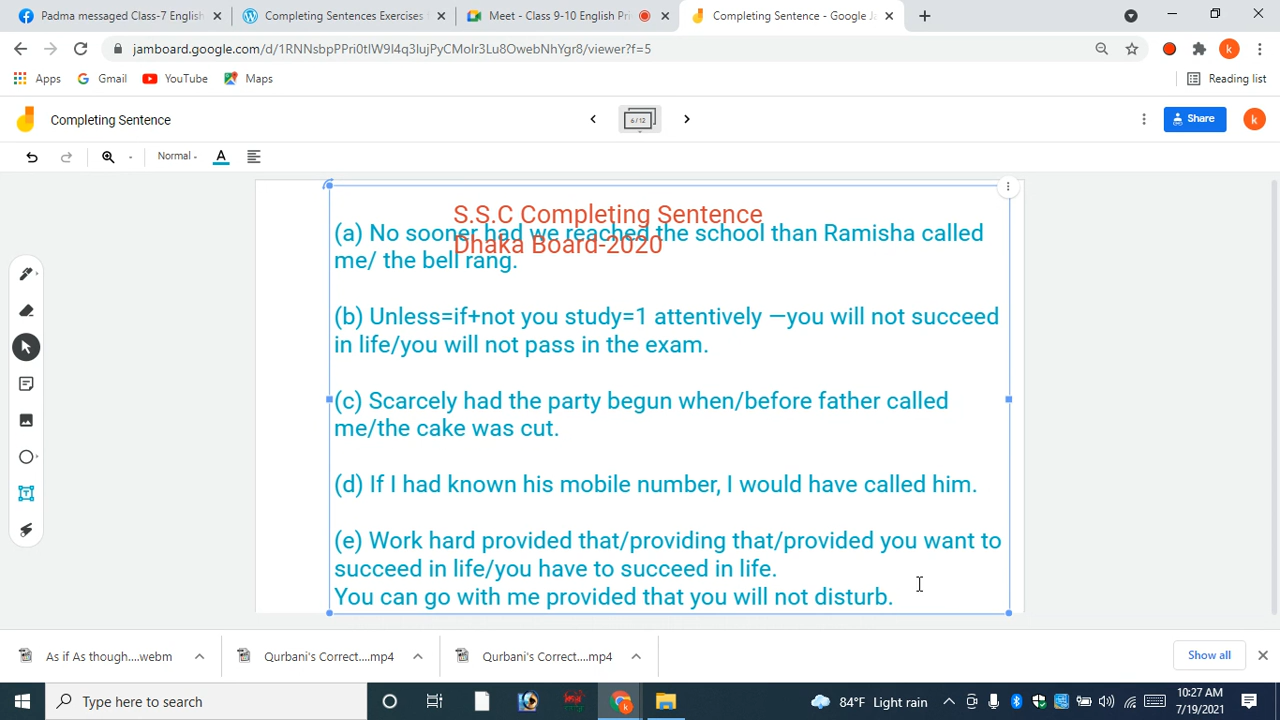 Padma messaged Class-7 English
Completing Sentences Exercises
Meet - Class 9-10 English Pri
Completing Sentence - Google Ja
jamboard.google.com/d/1RNNsbpPPri0tlW9l4q3lujPyCMolr3Lu8OwebNhYgr8/viewer?f=5
k
Apps
Gmail
YouTube
Maps
Reading list
Completing Sentence
6 / 12
Share
k
Normal
S.S.C Completing Sentence
Dhaka Board-2020
(a) No sooner had we reached the school than Ramisha called
me/ the bell rang.
(b) Unless=if+not you study=1 attentively —you will not succeed
in life/you will not pass in the exam.
(c) Scarcely had the party begun when/before father called
me/the cake was cut.
(d) If I had known his mobile number, I would have called him.
(e) Work hard provided that/providing that/provided you want to
succeed in life/you have to succeed in life.
You can go with me provided that you will not disturb.
As if As though....webm
Qurbani's Correct....mp4
Qurbani's Correct....mp4
Show all
Type here to search
84°F Light rain
10:27 AM
7/19/2021